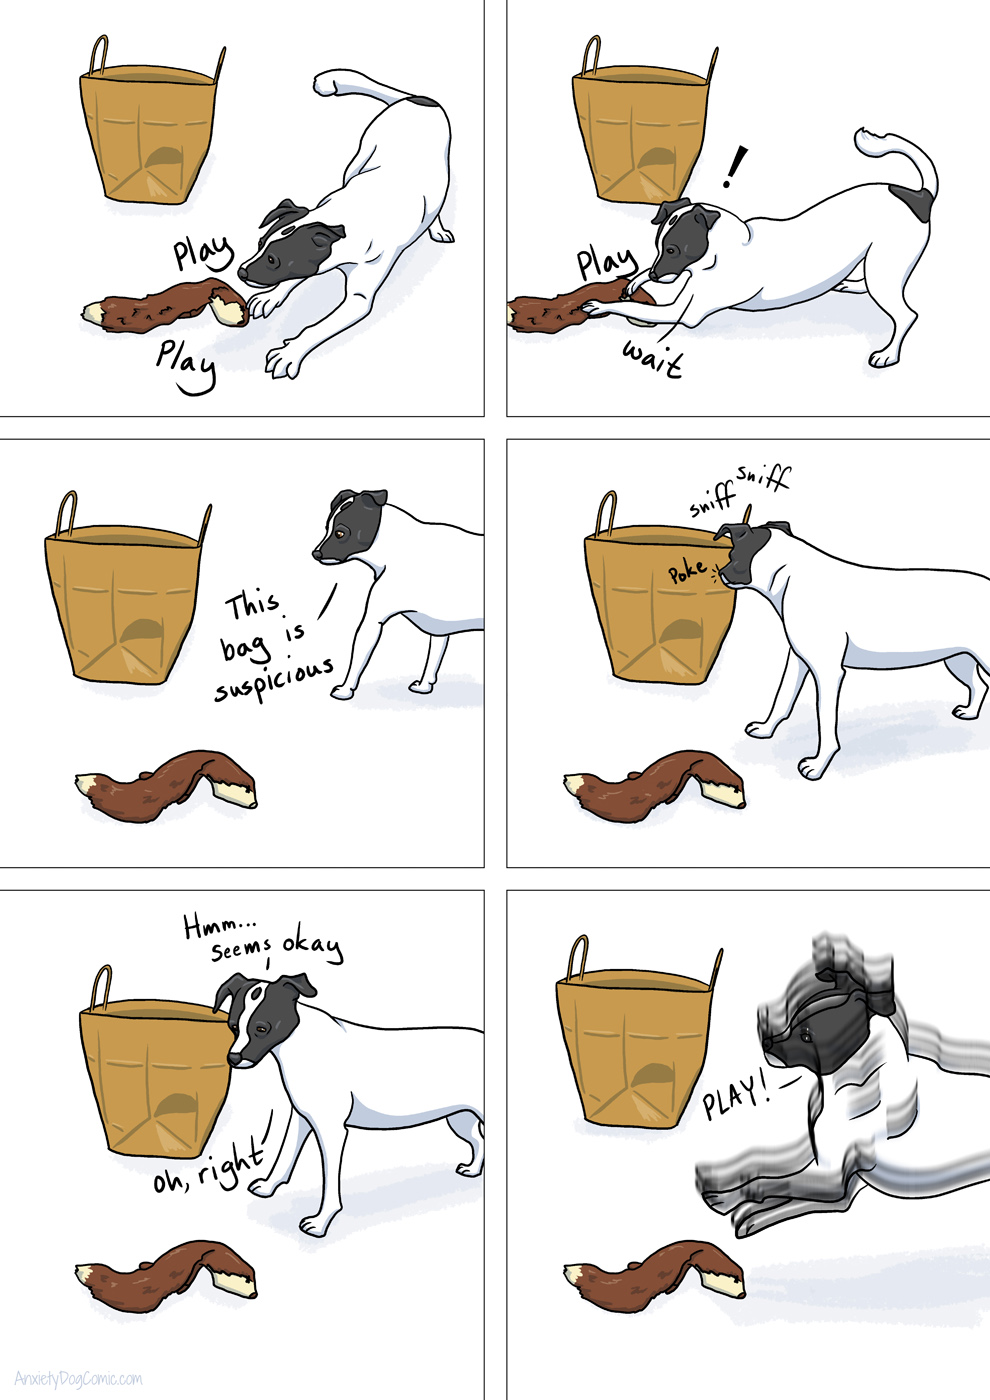 Play
Play
!
Play
wait
This
bag is
suspicious
sniff sniff
Poke
Hmm...
seems okay
oh, right
PLAY!
AnxietyDogComic.com